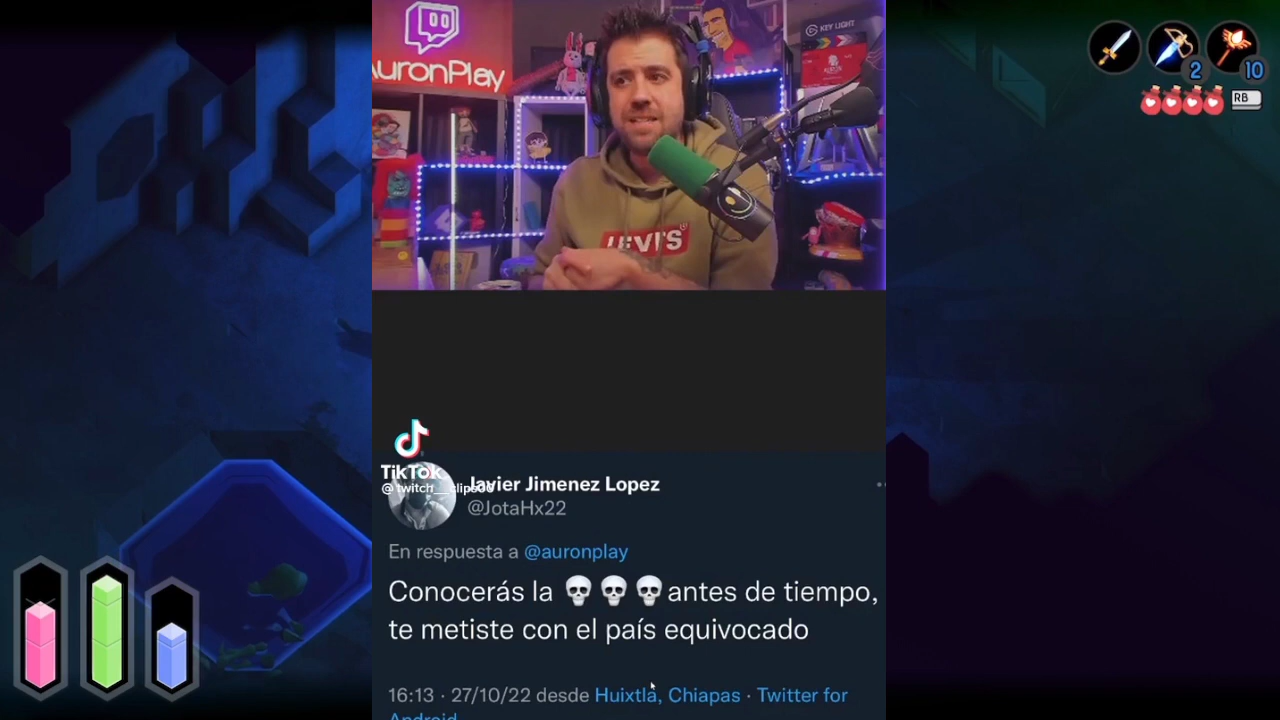 AuronPlay
KEY LIGHT
LEVI'S
2
10
RB
TikTok
@twitch__clips00
Javier Jimenez Lopez
@JotaHx22
En respuesta a @auronplay
Conocerás la 💀💀💀antes de tiempo,
te metiste con el país equivocado
16:13 · 27/10/22 desde Huixtla, Chiapas · Twitter for
Android